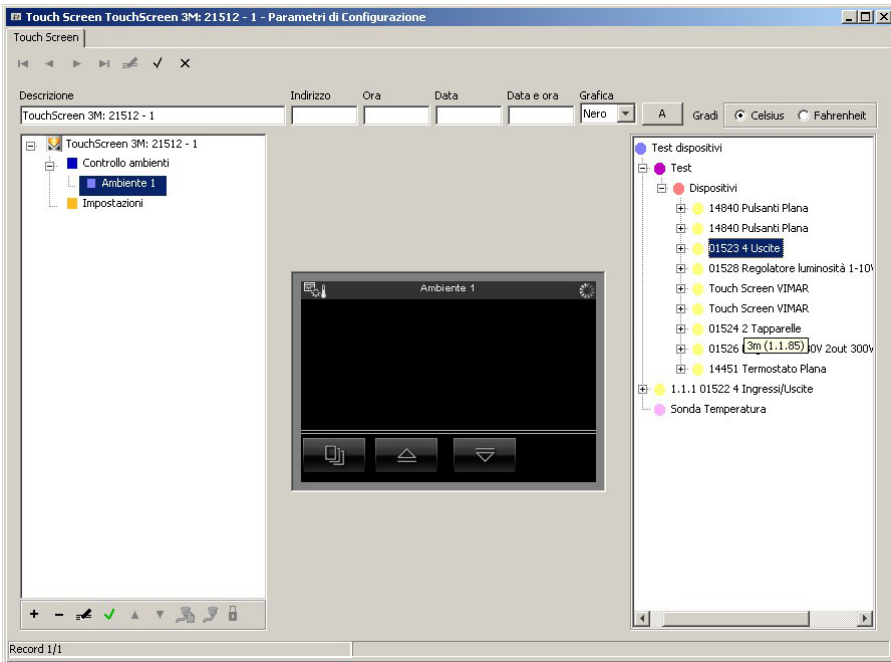 Touch Screen TouchScreen 3M: 21512 - 1 - Parametri di Configurazione
Touch Screen
Descrizione Indirizzo Ora Data Data e ora Grafica
TouchScreen 3M: 21512 - 1 Nero A Gradi Celsius Fahrenheit
TouchScreen 3M: 21512 - 1
Controllo ambienti
Ambiente 1
Impostazioni
Ambiente 1
Test dispositivi
Test
Dispositivi
14840 Pulsanti Plana
14840 Pulsanti Plana
01523 4 Uscite
01528 Regolatore luminosità 1-10
Touch Screen VIMAR
Touch Screen VIMAR
01524 2 Tapparelle
01526 3m (1.1.85) 2out 300
14451 Termostato Plana
1.1.1 01522 4 Ingressi/Uscite
Sonda Temperatura
Record 1/1